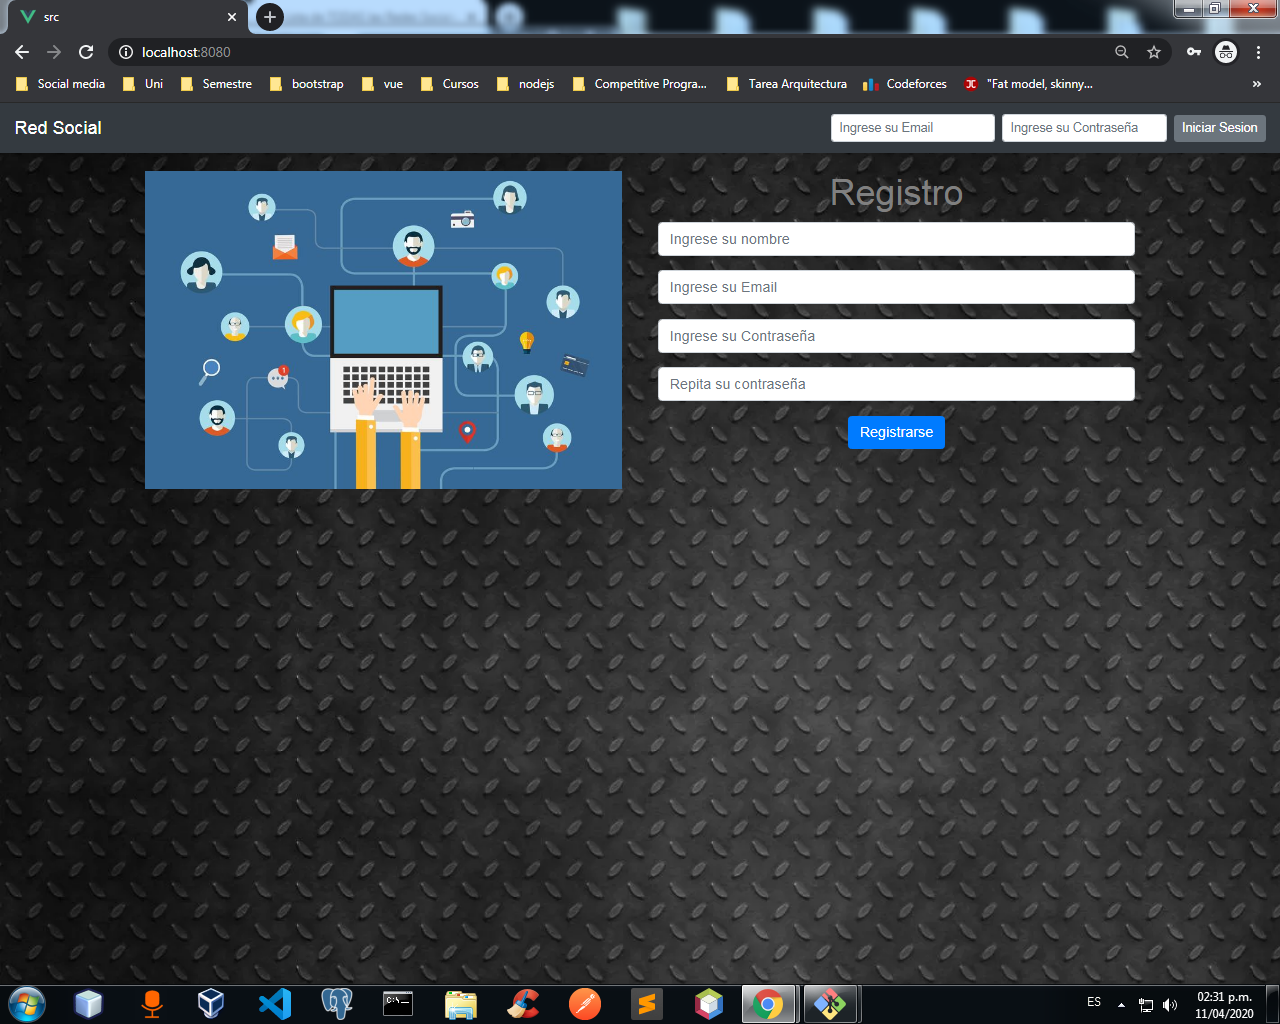 src
localhost:8080
Social media
Uni
Semestre
bootstrap
vue
Cursos
nodejs
Competitive Progra...
Tarea Arquitectura
Codeforces
"Fat model, skinny...
»
Red Social
Ingrese su Email
Ingrese su Contraseña
Iniciar Sesion
Registro
Ingrese su nombre
Ingrese su Email
Ingrese su Contraseña
Repita su contraseña
Registrarse
1
C:\_
ES
02:31 p.m.
11/04/2020